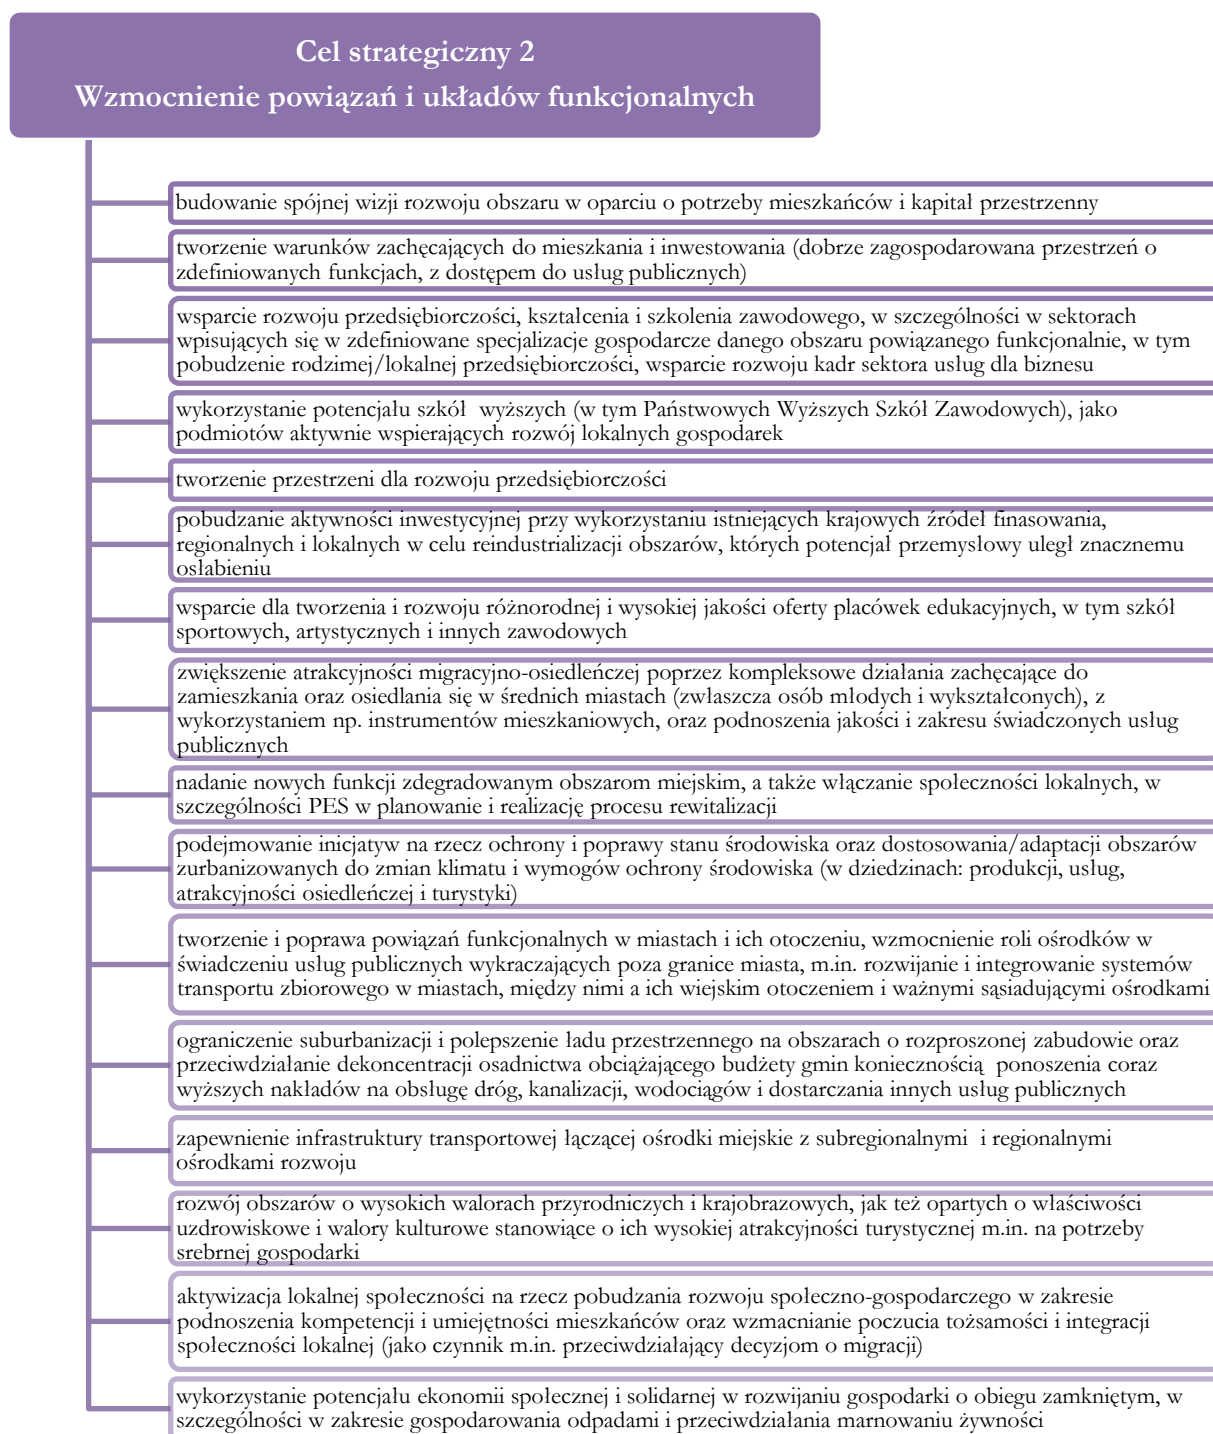 Cel strategiczny 2
Wzmocnienie powiązań i układów funkcjonalnych
budowanie spójnej wizji rozwoju obszaru w oparciu o potrzeby mieszkańców i kapitał przestrzenny
tworzenie warunków zachęcających do mieszkania i inwestowania (dobrze zagospodarowana przestrzeń o
zdefiniowanych funkcjach, z dostępem do usług publicznych)
wsparcie rozwoju przedsiębiorczości, kształcenia i szkolenia zawodowego, w szczególności w sektorach
wpisujących się w zdefiniowane specjalizacje gospodarcze danego obszaru powiązanego funkcjonalnie, w tym
pobudzenie rodzimej/lokalnej przedsiębiorczości, wsparcie rozwoju kadr sektora usług dla biznesu
wykorzystanie potencjału szkół wyższych (w tym Państwowych Wyższych Szkół Zawodowych), jako
podmiotów aktywnie wspierających rozwój lokalnych gospodarek
tworzenie przestrzeni dla rozwoju przedsiębiorczości
pobudzanie aktywności inwestycyjnej przy wykorzystaniu istniejących krajowych źródeł finasowania,
regionalnych i lokalnych w celu reindustrializacji obszarów, których potencjał przemysłowy uległ znacznemu
osłabieniu
wsparcie dla tworzenia i rozwoju różnorodnej i wysokiej jakości oferty placówek edukacyjnych, w tym szkół
sportowych, artystycznych i innych zawodowych
zwiększenie atrakcyjności migracyjno-osiedleńczej poprzez kompleksowe działania zachęcające do
zamieszkania oraz osiedlania się w średnich miastach (zwłaszcza osób młodych i wykształconych), z
wykorzystaniem np. instrumentów mieszkaniowych, oraz podnoszenia jakości i zakresu świadczonych usług
publicznych
nadanie nowych funkcji zdegradowanym obszarom miejskim, a także włączanie społeczności lokalnych, w
szczególności PES w planowanie i realizację procesu rewitalizacji
podejmowanie inicjatyw na rzecz ochrony i poprawy stanu środowiska oraz dostosowania/adaptacji obszarów
zurbanizowanych do zmian klimatu i wymogów ochrony środowiska (w dziedzinach: produkcji, usług,
atrakcyjności osiedleńczej i turystyki)
tworzenie i poprawa powiązań funkcjonalnych w miastach i ich otoczeniu, wzmocnienie roli ośrodków w
świadczeniu usług publicznych wykraczających poza granice miasta, m.in. rozwijanie i integrowanie systemów
transportu zbiorowego w miastach, między nimi a ich wiejskim otoczeniem i ważnymi sąsiadującymi ośrodkami
ograniczenie suburbanizacji i polepszenie ładu przestrzennego na obszarach o rozproszonej zabudowie oraz
przeciwdziałanie dekoncentracji osadnictwa obciążającego budżety gmin koniecznością ponoszenia coraz
wyższych nakładów na obsługę dróg, kanalizacji, wodociągów i dostarczania innych usług publicznych
zapewnienie infrastruktury transportowej łączącej ośrodki miejskie z subregionalnymi i regionalnymi
ośrodkami rozwoju
rozwój obszarów o wysokich walorach przyrodniczych i krajobrazowych, jak też opartych o właściwości
uzdrowiskowe i walory kulturowe stanowiące o ich wysokiej atrakcyjności turystycznej m.in. na potrzeby
srebrnej gospodarki
aktywizacja lokalnej społeczności na rzecz pobudzania rozwoju społeczno-gospodarczego w zakresie
podnoszenia kompetencji i umiejętności mieszkańców oraz wzmacnianie poczucia tożsamości i integracji
społeczności lokalnej (jako czynnik m.in. przeciwdziałający decyzjom o migracji)
wykorzystanie potencjału ekonomii społecznej i solidarnej w rozwijaniu gospodarki o obiegu zamkniętym, w
szczególności w zakresie gospodarowania odpadami i przeciwdziałania marnowaniu żywności